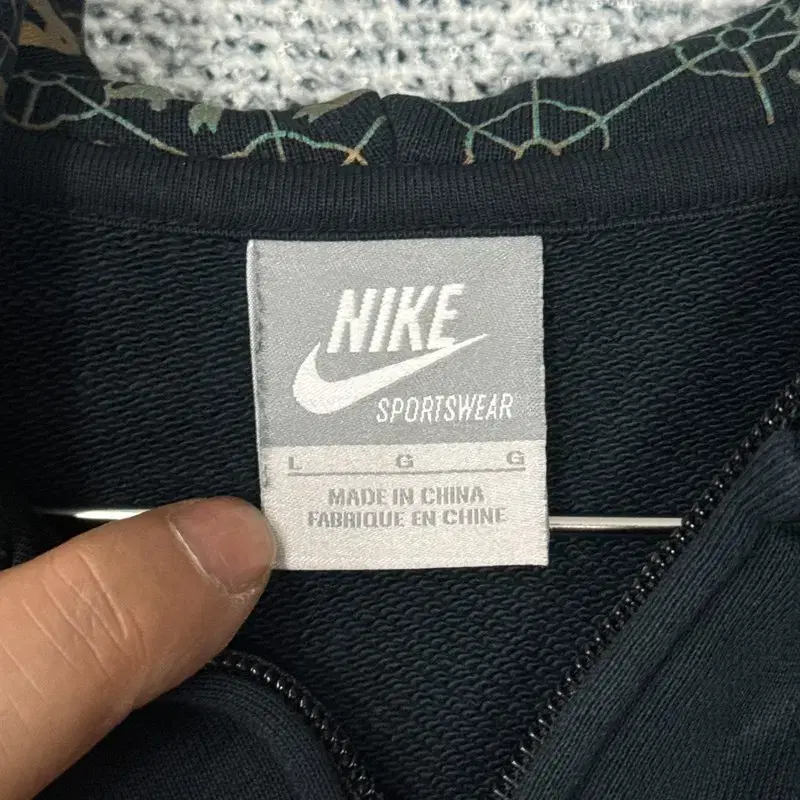 NIKE
SPORTSWEAR
L G G
MADE IN CHINA
FABRIQUE EN CHINE